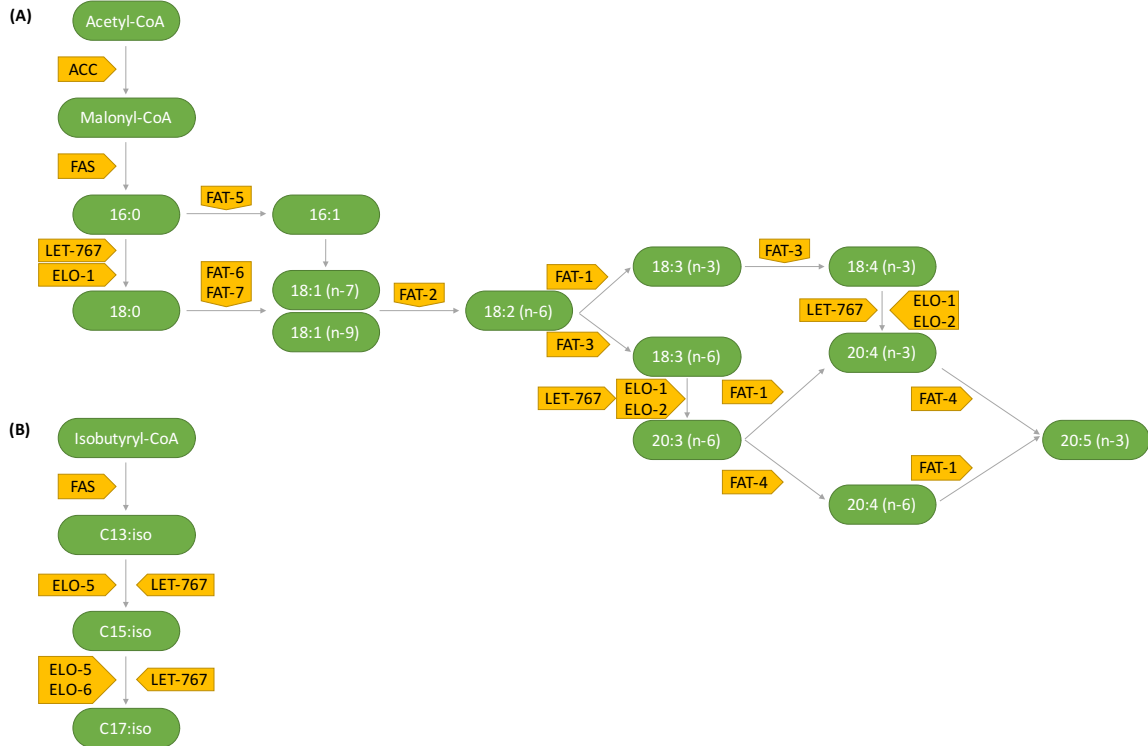 (A)
Acetyl-CoA
ACC
Malonyl-CoA
FAS
16:0
FAT-5
16:1
LET-767
ELO-1
18:0
FAT-6
FAT-7
18:1 (n-7)
18:1 (n-9)
FAT-2
18:2 (n-6)
FAT-1
18:3 (n-3)
FAT-3
18:4 (n-3)
LET-767
ELO-1
ELO-2
20:4 (n-3)
FAT-3
18:3 (n-6)
LET-767
ELO-1
ELO-2
20:3 (n-6)
FAT-1
FAT-4
FAT-4
20:4 (n-6)
FAT-1
20:5 (n-3)
(B)
Isobutyryl-CoA
FAS
C13:iso
ELO-5
LET-767
C15:iso
ELO-5
ELO-6
LET-767
C17:iso